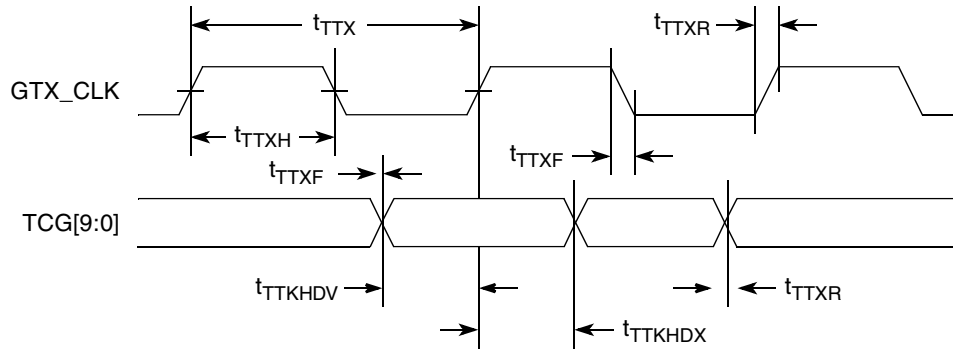 tTTX
tTTXR
GTX_CLK
tTTXH
tTTXF
tTTXF
TCG[9:0]
tTTKHDV
tTTXR
tTTKHDX